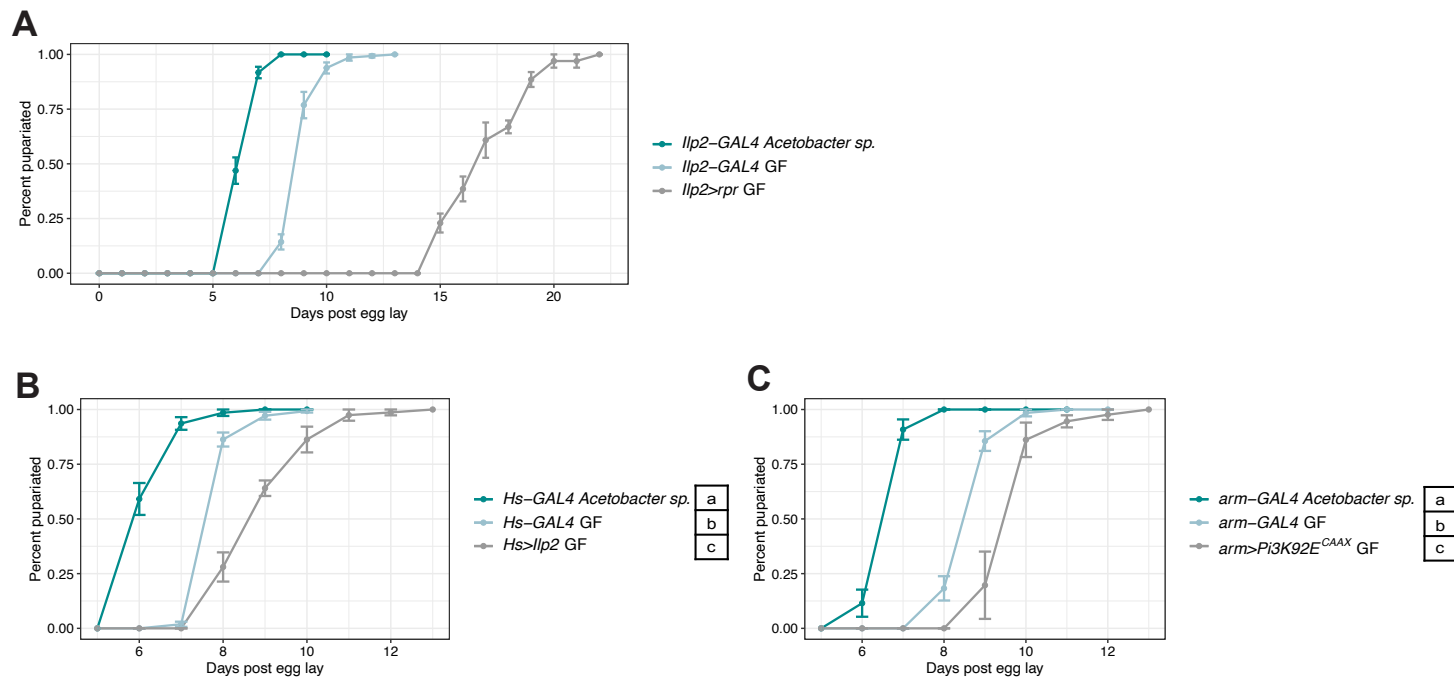 A
Percent pupariated
1.00
0.75
0.50
0.25
0.00
0 5 10 15 20
Days post egg lay
Ilp2–GAL4 Acetobacter sp.
Ilp2–GAL4 GF
Ilp2>rpr GF
B
Percent pupariated
1.00
0.75
0.50
0.25
0.00
6 8 10 12
Days post egg lay
Hs–GAL4 Acetobacter sp. a
Hs–GAL4 GF b
Hs>Ilp2 GF c
C
Percent pupariated
1.00
0.75
0.50
0.25
0.00
6 8 10 12
Days post egg lay
arm–GAL4 Acetobacter sp. a
arm–GAL4 GF b
arm>Pi3K92E^CAAX GF c